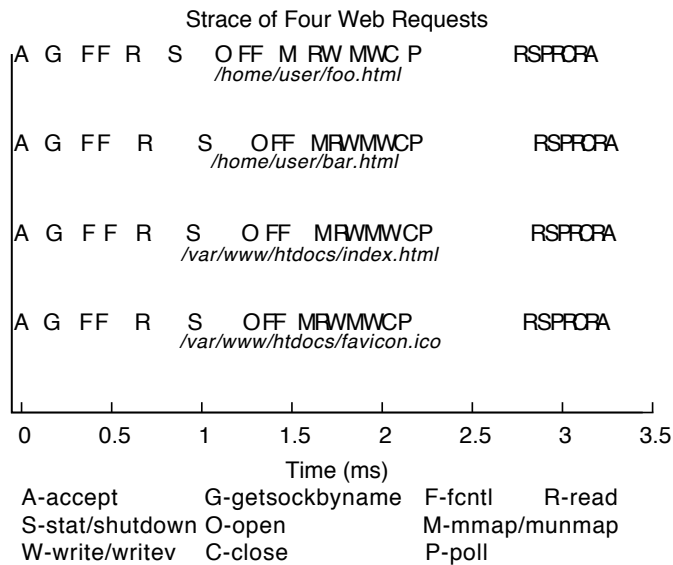 Strace of Four Web Requests
A G FF R S O FF M RW MWC P RSPRCRA
/home/user/foo.html
A G FF R S OFF MRWMWCP RSPRCRA
/home/user/bar.html
A G F F R S O FF MRWMWCP RSPRCRA
/var/www/htdocs/index.html
A G FF R S OFF MRWMWCP RSPRCRA
/var/www/htdocs/favicon.ico
0 0.5 1 1.5 2 2.5 3 3.5
Time (ms)
A-accept G-getsockbyname F-fcntl R-read
S-stat/shutdown O-open M-mmap/munmap
W-write/writev C-close P-poll